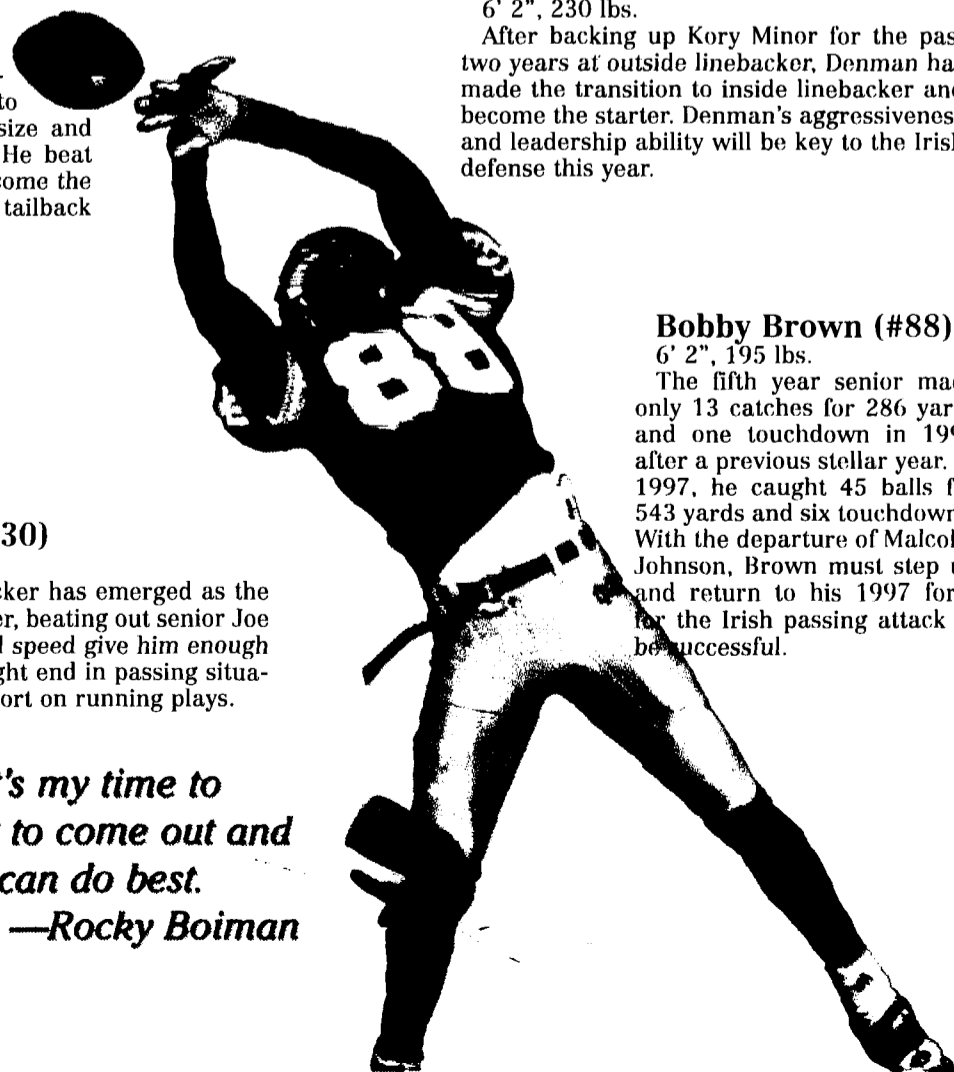 to
size and
He beat
come the
tailback
6' 2", 230 lbs.
After backing up Kory Minor for the pas
two years at outside linebacker, Denman ha
made the transition to inside linebacker an
become the starter. Denman's aggressivenes
and leadership ability will be key to the Iris
defense this year.
88
Bobby Brown (#88)
6' 2", 195 lbs.
The fifth year senior ma
only 13 catches for 286 yar
and one touchdown in 199
after a previous stellar year.
1997, he caught 45 balls f
543 yards and six touchdown
With the departure of Malcol
Johnson, Brown must step u
and return to his 1997 for
for the Irish passing attack
be successful.
30)
cker has emerged as the
er, beating out senior Joe
l speed give him enough
ght end in passing situa-
ort on running plays.
's my time to
to come out and
can do best.
—Rocky Boiman